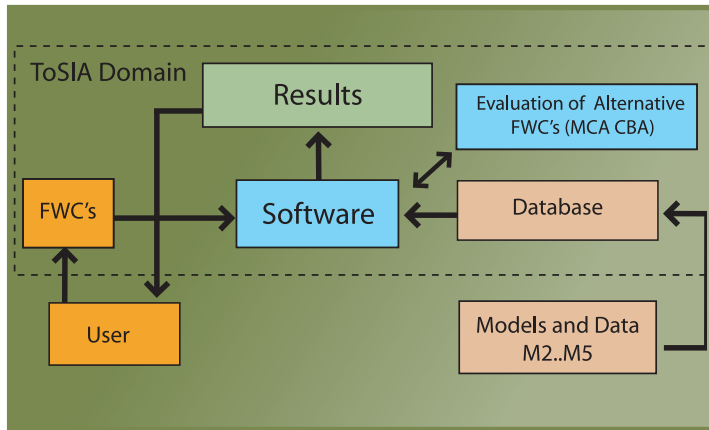 ToSIA Domain
Results
Evaluation of Alternative
FWC's (MCA CBA)
FWC's
Software
Database
User
Models and Data
M2..M5